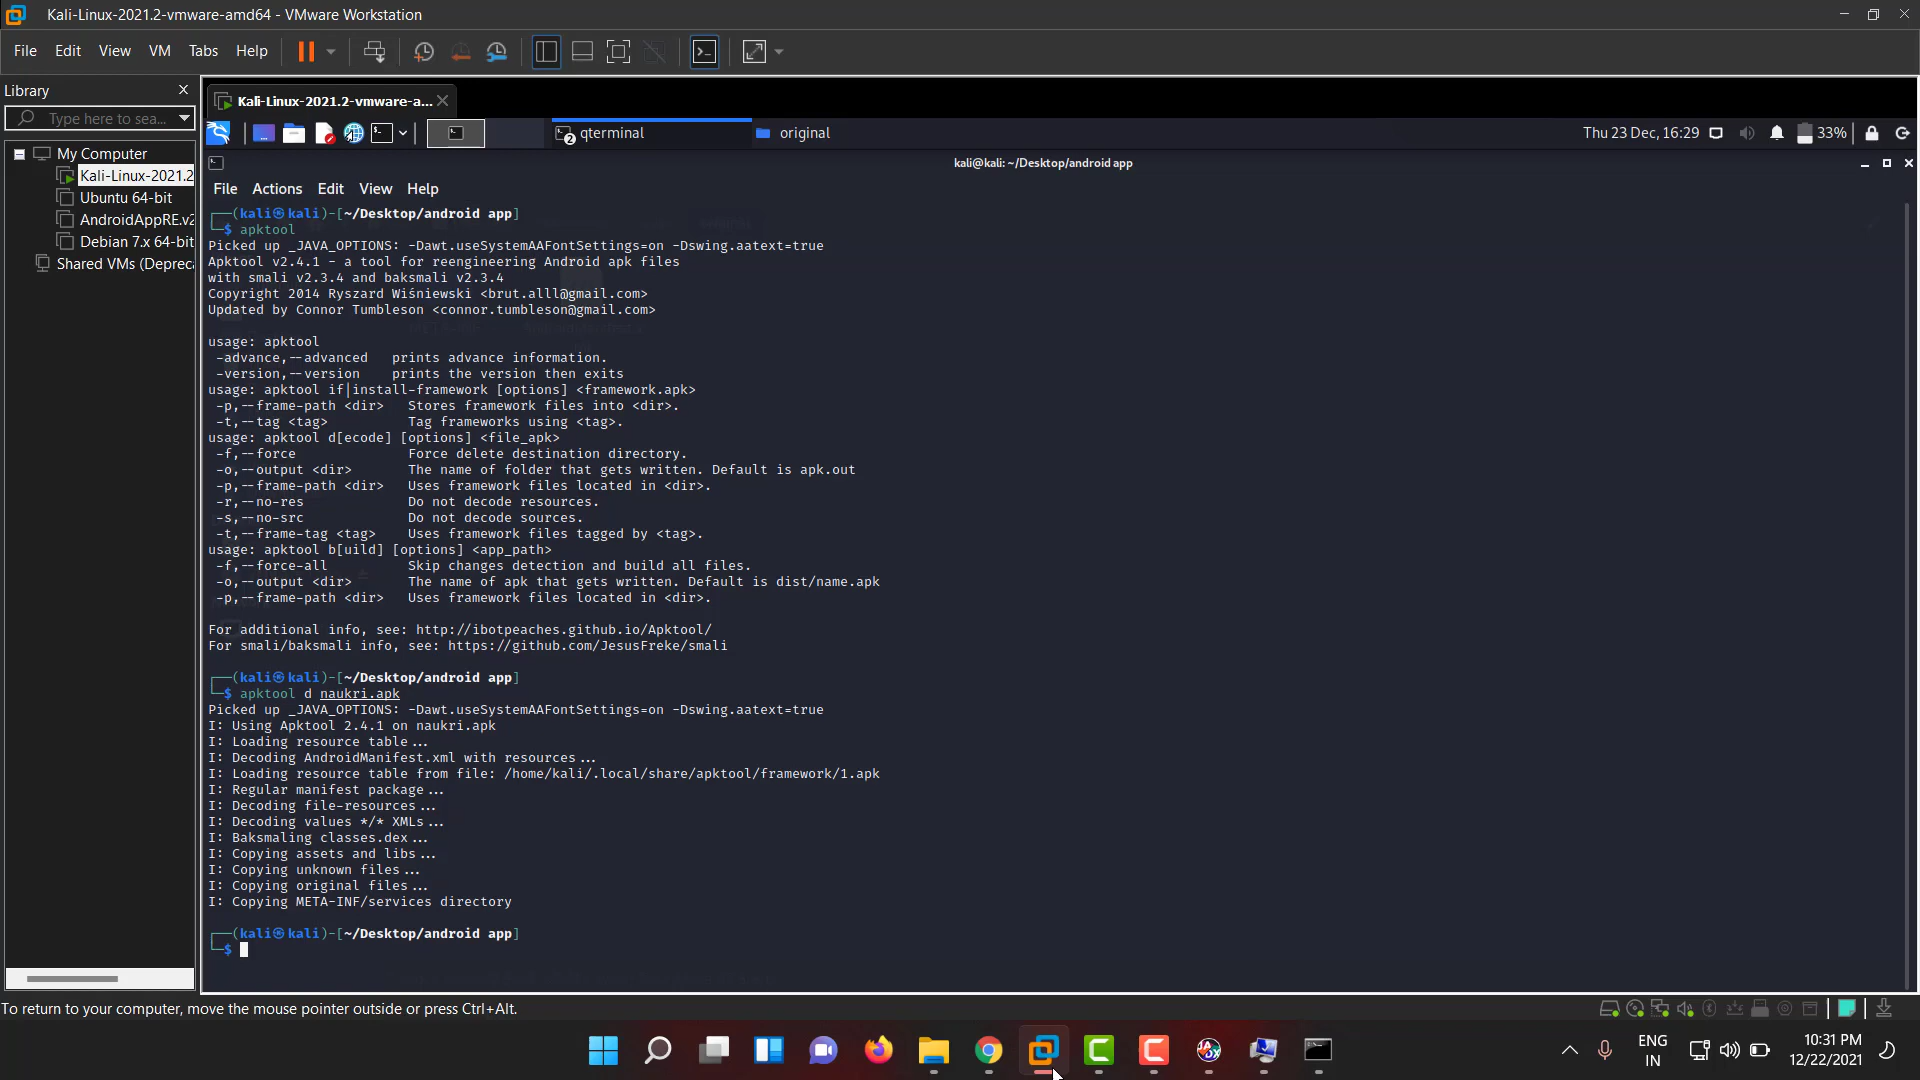 Kali-Linux-2021.2-vmware-amd64 - VMware Workstation
File Edit View VM Tabs Help
Library
Type here to sea...
My Computer
Kali-Linux-2021.2
Ubuntu 64-bit
AndroidAppRE.v2
Debian 7.x 64-bit
Shared VMs (Depreca
Kali-Linux-2021.2-vmware-a...
qterminal
original
Thu 23 Dec, 16:29
33%
kali@kali: ~/Desktop/android app
File Actions Edit View Help
┌──(kali㉿kali)-[~/Desktop/android app]
└─$ apktool
Picked up _JAVA_OPTIONS: -Dawt.useSystemAAFontSettings=on -Dswing.aatext=true
Apktool v2.4.1 - a tool for reengineering Android apk files
with smali v2.3.4 and baksmali v2.3.4
Copyright 2014 Ryszard Wiśniewski <brut.alll@gmail.com>
Updated by Connor Tumbleson <connor.tumbleson@gmail.com>
usage: apktool
-advance,--advanced prints advance information.
-version,--version prints the version then exits
usage: apktool if|install-framework [options] <framework.apk>
-p,--frame-path <dir> Stores framework files into <dir>.
-t,--tag <tag> Tag frameworks using <tag>.
usage: apktool d[ecode] [options] <file_apk>
-f,--force Force delete destination directory.
-o,--output <dir> The name of folder that gets written. Default is apk.out
-p,--frame-path <dir> Uses framework files located in <dir>.
-r,--no-res Do not decode resources.
-s,--no-src Do not decode sources.
-t,--frame-tag <tag> Uses framework files tagged by <tag>.
usage: apktool b[uild] [options] <app_path>
-f,--force-all Skip changes detection and build all files.
-o,--output <dir> The name of apk that gets written. Default is dist/name.apk
-p,--frame-path <dir> Uses framework files located in <dir>.
For additional info, see: http://ibotpeaches.github.io/Apktool/
For smali/baksmali info, see: https://github.com/JesusFreke/smali
┌──(kali㉿kali)-[~/Desktop/android app]
└─$ apktool d naukri.apk
Picked up _JAVA_OPTIONS: -Dawt.useSystemAAFontSettings=on -Dswing.aatext=true
I: Using Apktool 2.4.1 on naukri.apk
I: Loading resource table...
I: Decoding AndroidManifest.xml with resources...
I: Loading resource table from file: /home/kali/.local/share/apktool/framework/1.apk
I: Regular manifest package...
I: Decoding file-resources...
I: Decoding values */* XMLs...
I: Baksmaling classes.dex...
I: Copying assets and libs...
I: Copying unknown files...
I: Copying original files...
I: Copying META-INF/services directory
┌──(kali㉿kali)-[~/Desktop/android app]
└─$
To return to your computer, move the mouse pointer outside or press Ctrl+Alt.
ENG
IN
10:31 PM
12/22/2021